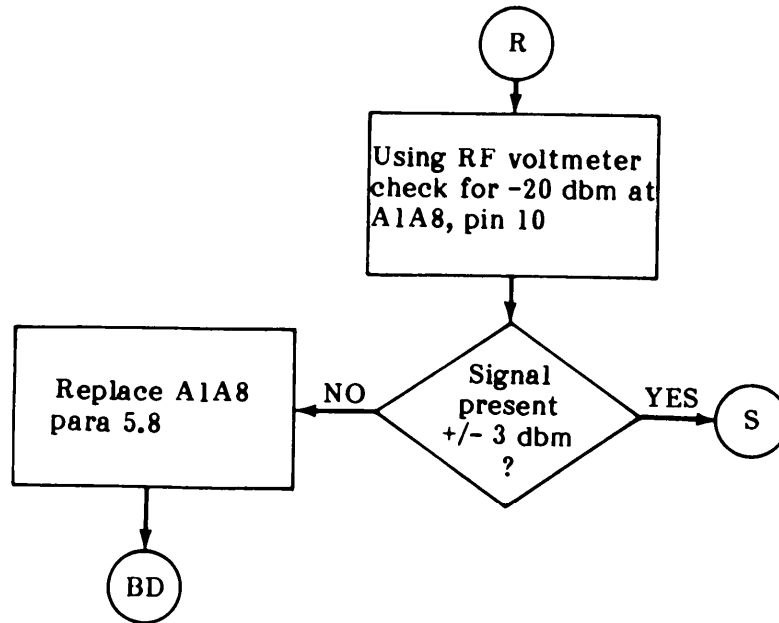 R
Using RF voltmeter
check for -20 dbm at
A1A8, pin 10
Signal
present
+/- 3 dbm
?
NO
YES
Replace A1A8
para 5.8
S
BD